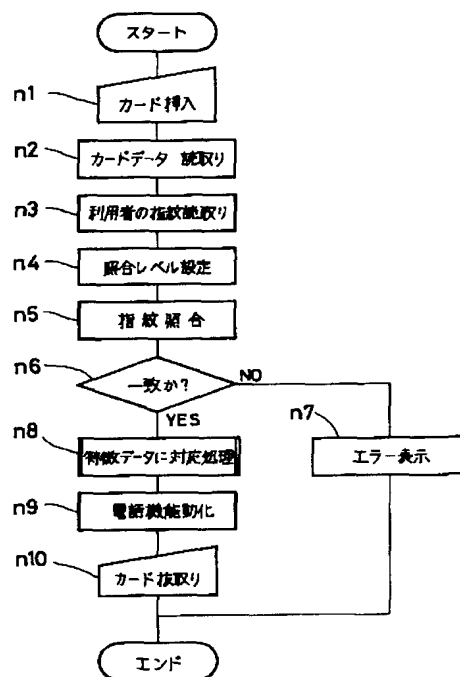 スタート
n1
カード挿入
n2
カードデータ 読取り
n3
利用者の指紋読取り
n4
照合レベル設定
n5
指紋照合
n6
一致か?
NO
YES
n7
エラー表示
n8
特徴データに対応処理
n9
電話機能動化
n10
カード抜取り
エンド